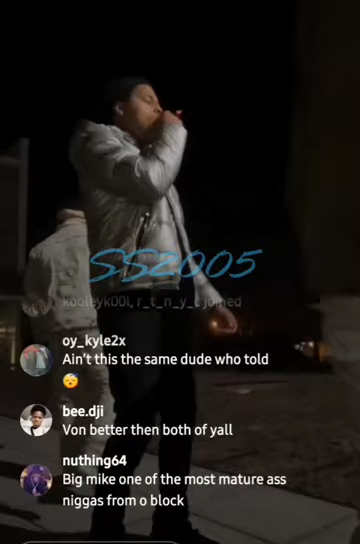 SS2005
kooleyk00l, r_t_n_y_c joined
oy_kyle2x
Ain't this the same dude who told
😴
bee.dji
Von better then both of yall
nuthing64
Big mike one of the most mature ass
niggas from o block